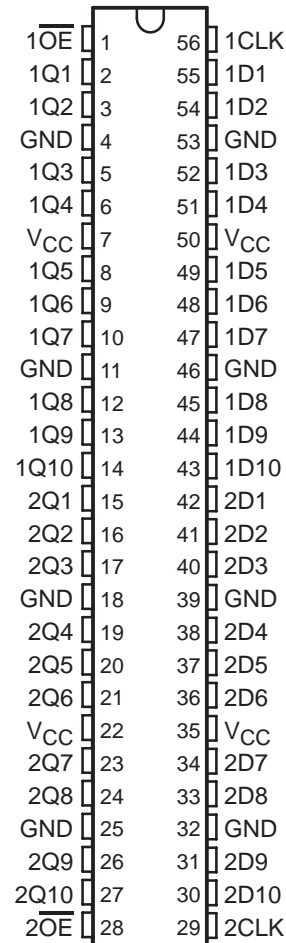 1O̅E̅ 1 56 1CLK
1Q1 2 55 1D1
1Q2 3 54 1D2
GND 4 53 GND
1Q3 5 52 1D3
1Q4 6 51 1D4
VCC 7 50 VCC
1Q5 8 49 1D5
1Q6 9 48 1D6
1Q7 10 47 1D7
GND 11 46 GND
1Q8 12 45 1D8
1Q9 13 44 1D9
1Q10 14 43 1D10
2Q1 15 42 2D1
2Q2 16 41 2D2
2Q3 17 40 2D3
GND 18 39 GND
2Q4 19 38 2D4
2Q5 20 37 2D5
2Q6 21 36 2D6
VCC 22 35 VCC
2Q7 23 34 2D7
2Q8 24 33 2D8
GND 25 32 GND
2Q9 26 31 2D9
2Q10 27 30 2D10
2O̅E̅ 28 29 2CLK